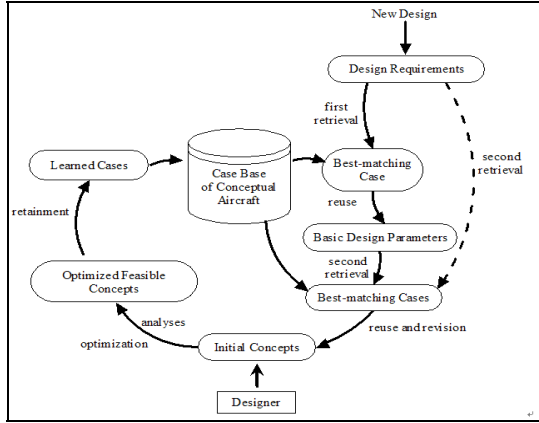 New Design
Design Requirements
first
retrieval
second
retrieval
Learned Cases
Case Base
of Conceptual
Aircraft
Best-matching
Case
reuse
retainment
Basic Design Parameters
second
retrieval
Optimized Feasible
Concepts
Best-matching Cases
analyses
reuse and revision
optimization
Initial Concepts
Designer